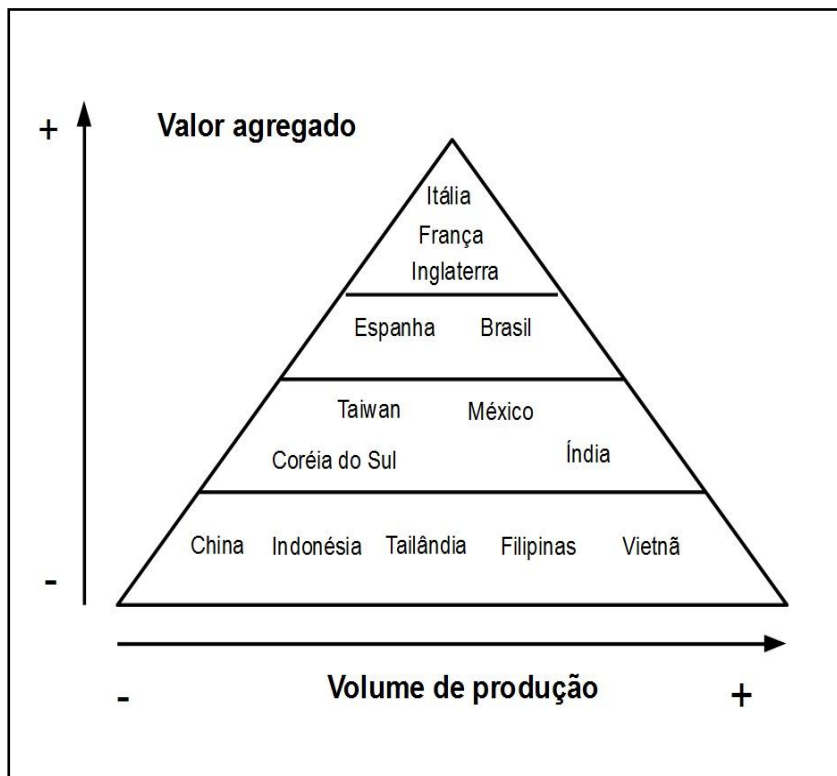 + Valor agregado
Itália
França
Inglaterra
Espanha Brasil
Taiwan México
Coréia do Sul Índia
China Indonésia Tailândia Filipinas Vietnã
-
Volume de produção
- +